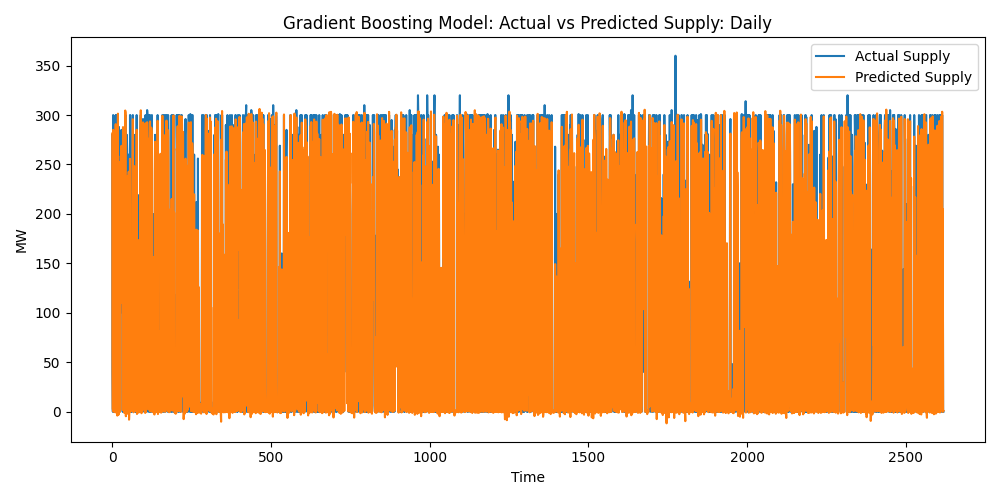 Gradient Boosting Model: Actual vs Predicted Supply: Daily
Actual Supply
Predicted Supply
MW
350
300
250
200
150
100
50
0
0 500 1000 1500 2000 2500
Time